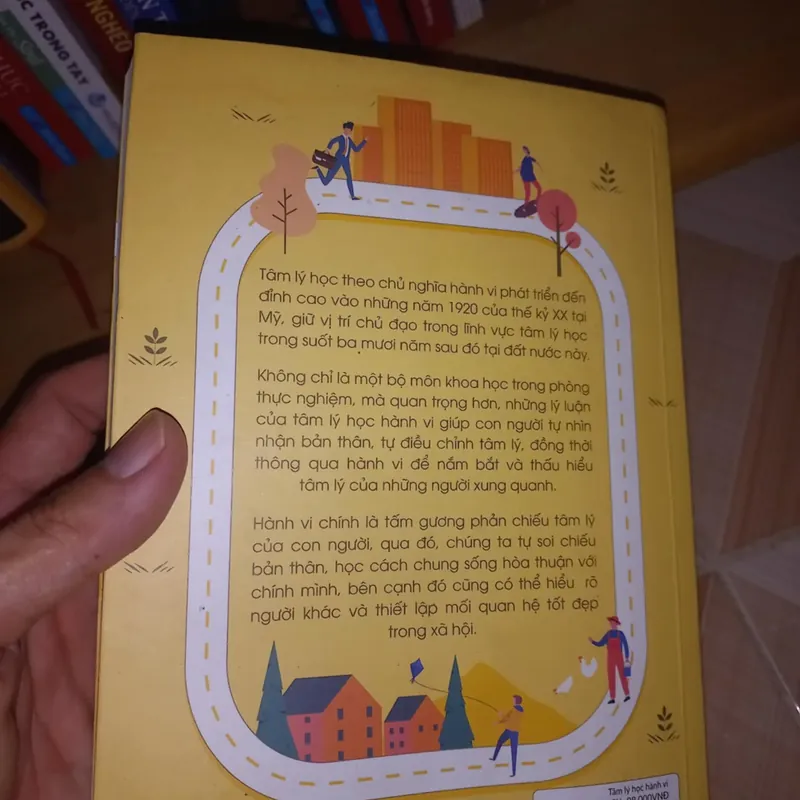 NGHÈO
C TRONG TẦT
LỰC
Tâm lý học theo chủ nghĩa hành vi phát triển đến
đỉnh cao vào những năm 1920 của thế kỷ XX tại
Mỹ, giữ vị trí chủ đạo trong lĩnh vực tâm lý học
trong suốt ba mươi năm sau đó tại đất nước này.
Không chỉ là một bộ môn khoa học trong phòng
thực nghiệm, mà quan trọng hơn, những lý luận
của tâm lý học hành vi giúp con người tự nhìn
nhận bản thân, tự điều chỉnh tâm lý, đồng thời
thông qua hành vi để nắm bắt và thấu hiểu
tâm lý của những người xung quanh.
Hành vi chính là tấm gương phản chiếu tâm lý
của con người, qua đó, chúng ta tự soi chiếu
bản thân, học cách chung sống hòa thuận với
chính mình, bên cạnh đó cũng có thể hiểu rõ
người khác và thiết lập mối quan hệ tốt đẹp
trong xã hội.
Tâm lý học hành vi